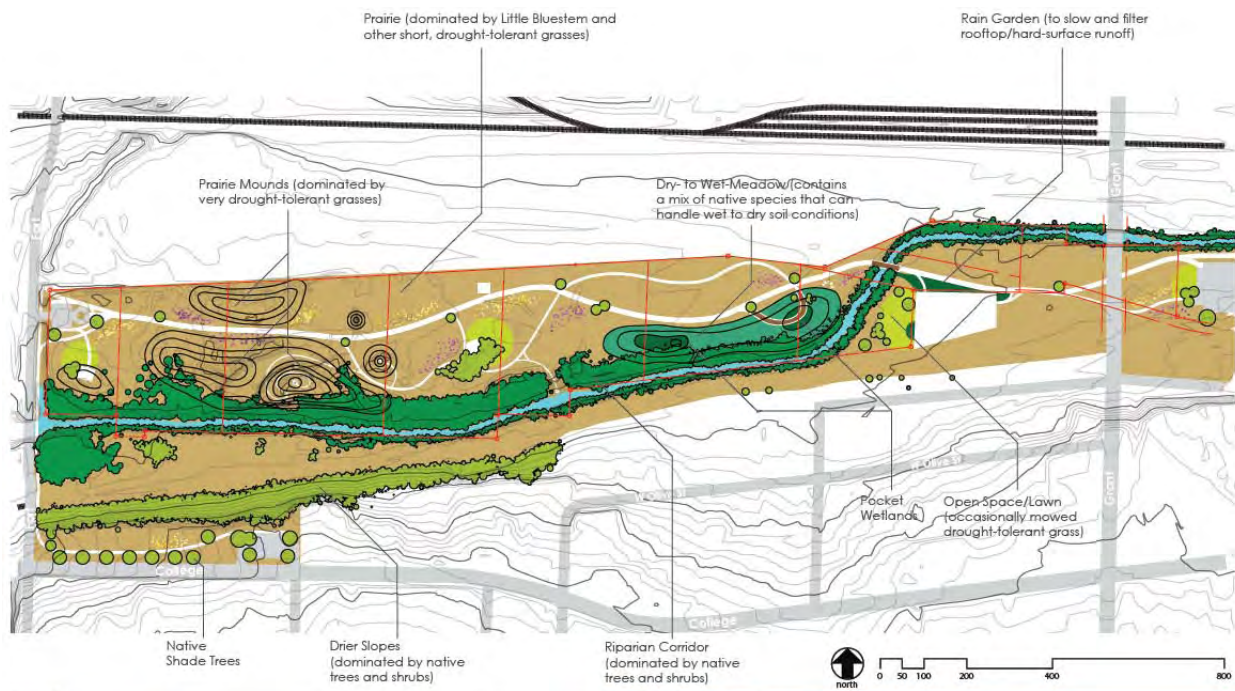 Prairie (dominated by Little Bluestem and
other short, drought-tolerant grasses)
Rain Garden (to slow and filter
rooftop/hard-surface runoff)
Prairie Mounds (dominated by
very drought-tolerant grasses)
Dry- to Wet-Meadow (contains
a mix of native species that can
handle wet to dry soil conditions)
Grant
Pocket
Wetlands
Open Space/Lawn
(occasionally mowed
drought-tolerant grass)
W Olive St
Grant
College
College
Native
Shade Trees
Drier Slopes
(dominated by native
trees and shrubs)
Riparian Corridor
(dominated by native
trees and shrubs)
north
0 50 100 200 400 800